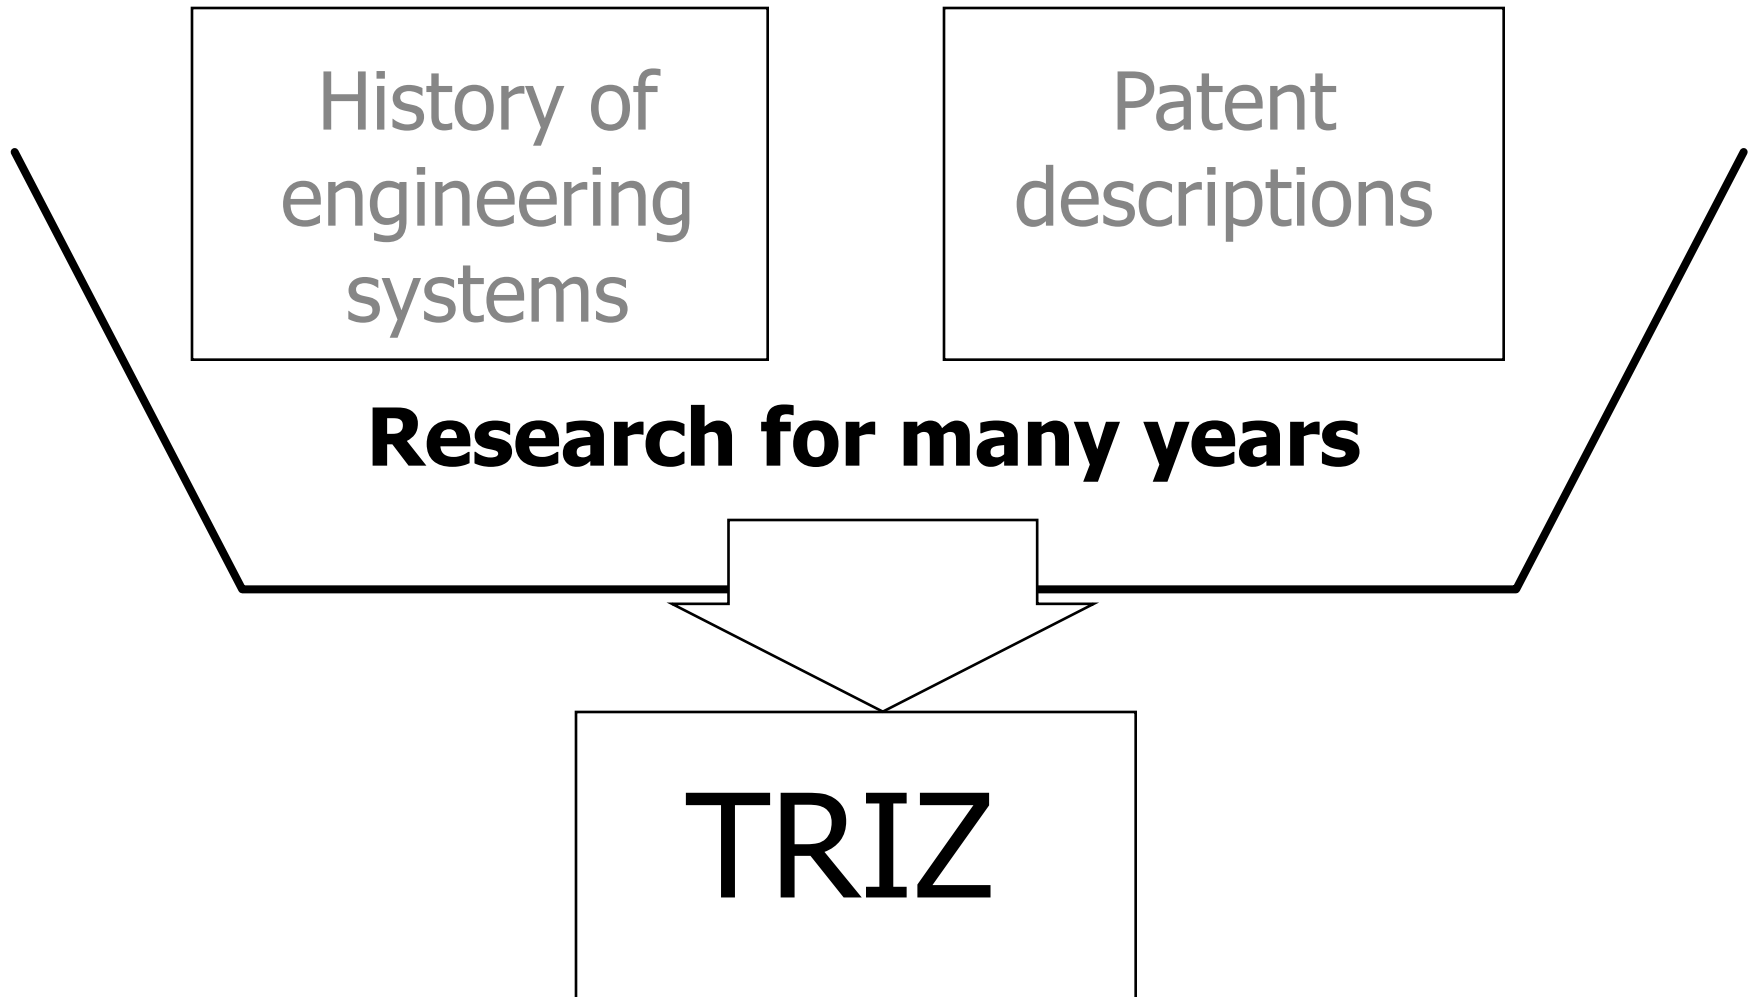 History of
engineering
systems
Patent
descriptions
Research for many years
TRIZ